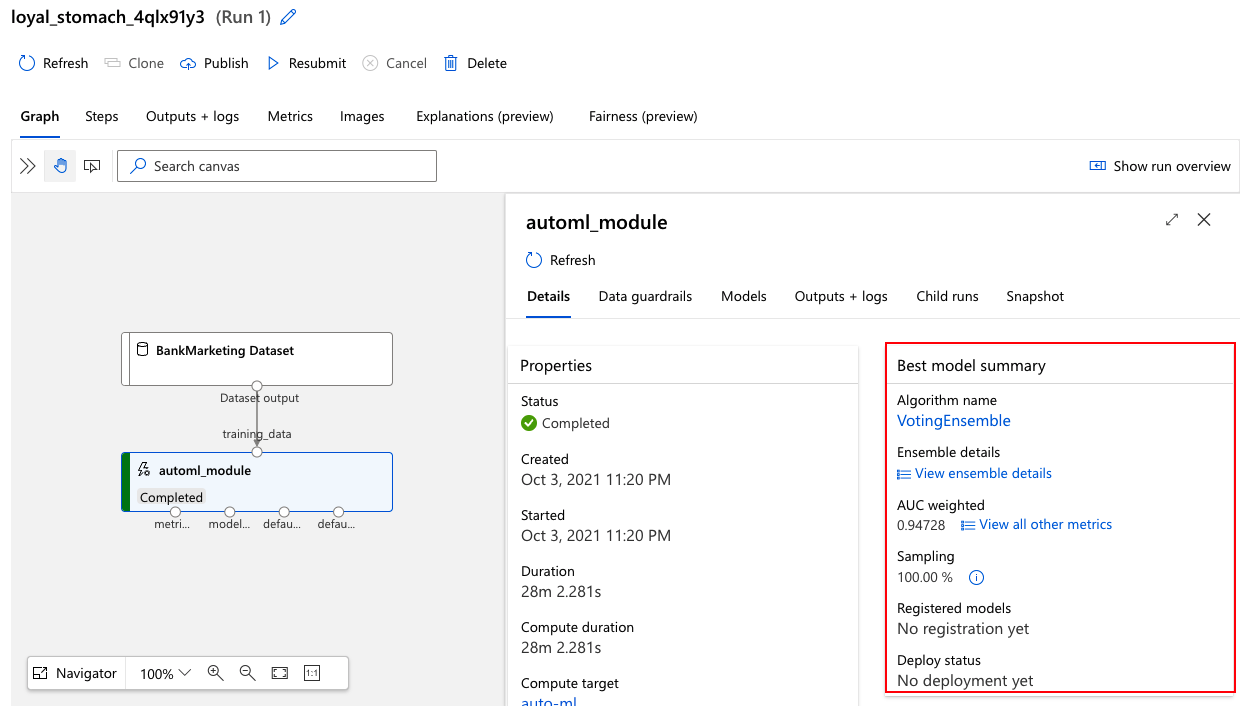 loyal_stomach_4qlx91y3 (Run 1)
Refresh Clone Publish Resubmit Cancel Delete
Graph Steps Outputs + logs Metrics Images Explanations (preview) Fairness (preview)
Search canvas Show run overview
automl_module
Refresh
Details Data guardrails Models Outputs + logs Child runs Snapshot
BankMarketing Dataset
Dataset output
training_data
automl_module
Completed
metri... model... defau... defau...
Navigator 100% 1:1
Properties
Status
Completed
Created
Oct 3, 2021 11:20 PM
Started
Oct 3, 2021 11:20 PM
Duration
28m 2.281s
Compute duration
28m 2.281s
Compute target
auto-ml
Best model summary
Algorithm name
VotingEnsemble
Ensemble details
View ensemble details
AUC weighted
0.94728 View all other metrics
Sampling
100.00 %
Registered models
No registration yet
Deploy status
No deployment yet